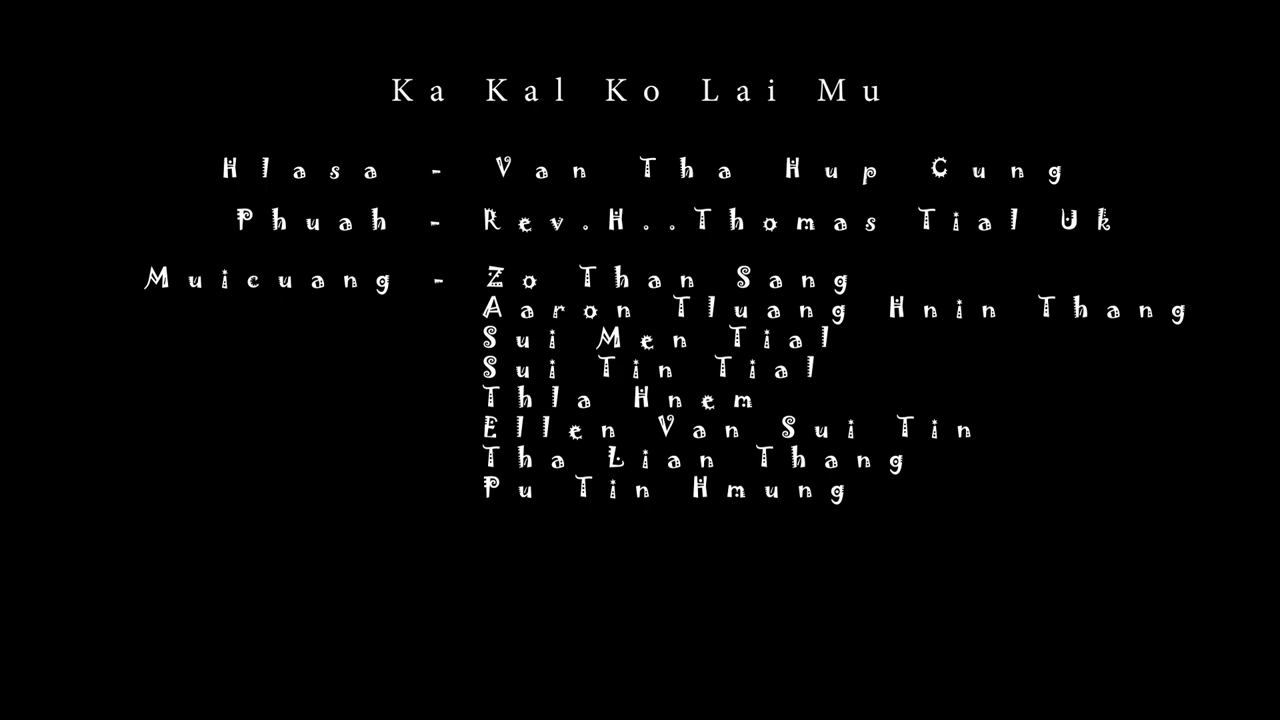 Ka Kal Ko Lai Mu
Hlasa - Van Tha Hup Cung
Phuah - Rev.H..Thomas Tial Uk
Muicuang - Zo Than Sang
Aaron Tluang Hnin Thang
Sui Men Tial
Sui Tin Tial
Thla Hnem
Ellen Van Sui Tin
Tha Lian Thang
Pu Tin Hmung